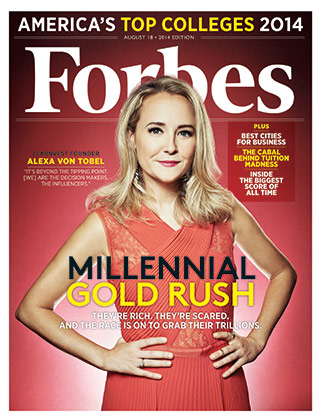 AMERICA'S TOP COLLEGES 2014
AUGUST 18 • 2014 EDITION
Forbes
LEARNVEST FOUNDER
ALEXA VON TOBEL
"IT'S BEYOND THE TIPPING POINT.
[WE] ARE THE DECISION MAKERS,
THE INFLUENCERS."
PLUS
BEST CITIES
FOR BUSINESS
THE CABAL
BEHIND TUITION
MADNESS
INSIDE
THE BIGGEST
SCORE OF
ALL TIME
MILLENNIAL
GOLD RUSH
THEY'RE RICH. THEY'RE SCARED.
AND THE RACE IS ON TO GRAB THEIR TRILLIONS.